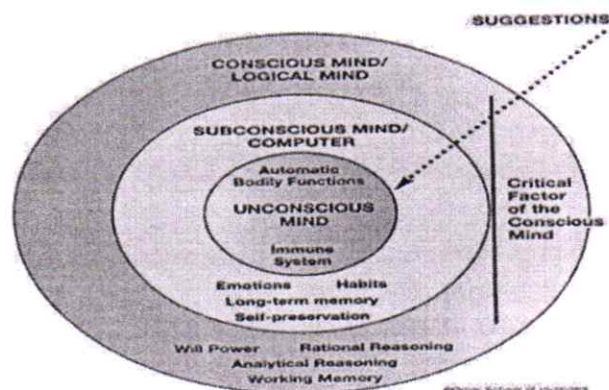 SUGGESTIONS
CONSCIOUS MIND/
LOGICAL MIND
SUBCONSCIOUS MIND/
COMPUTER
Automatic
Bodily Functions
UNCONSCIOUS
MIND
Immune
System
Emotions Habits
Long-term memory
Self-preservation
Critical
Factor
of the
Conscious
Mind
Will Power Rational Reasoning
Analytical Reasoning
Working Memory